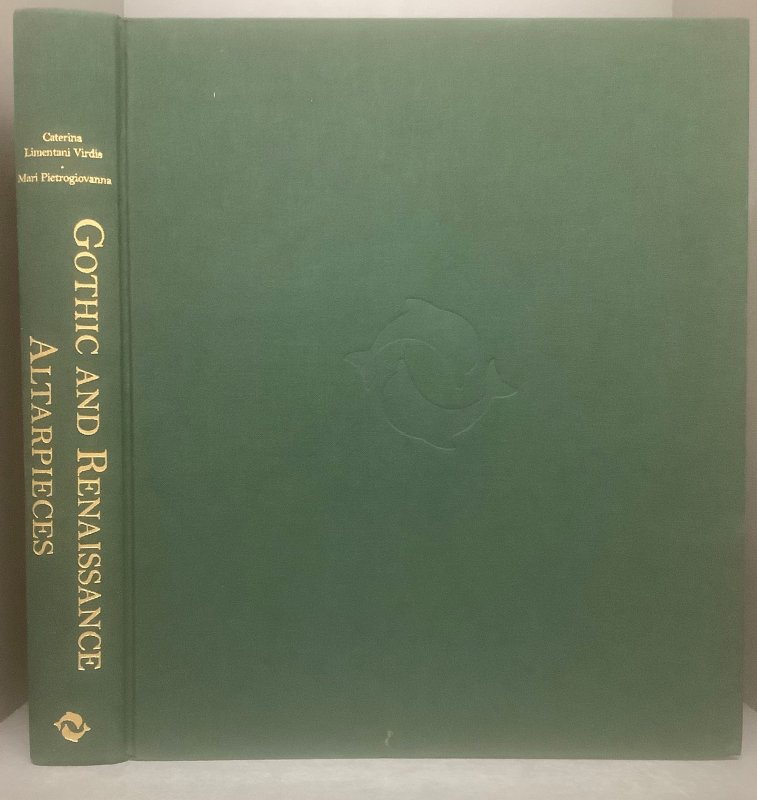 Caterina
Limentani Virdis
·
Mari Pietrogiovanna
GOTHIC AND RENAISSANCE
ALTARPIECES